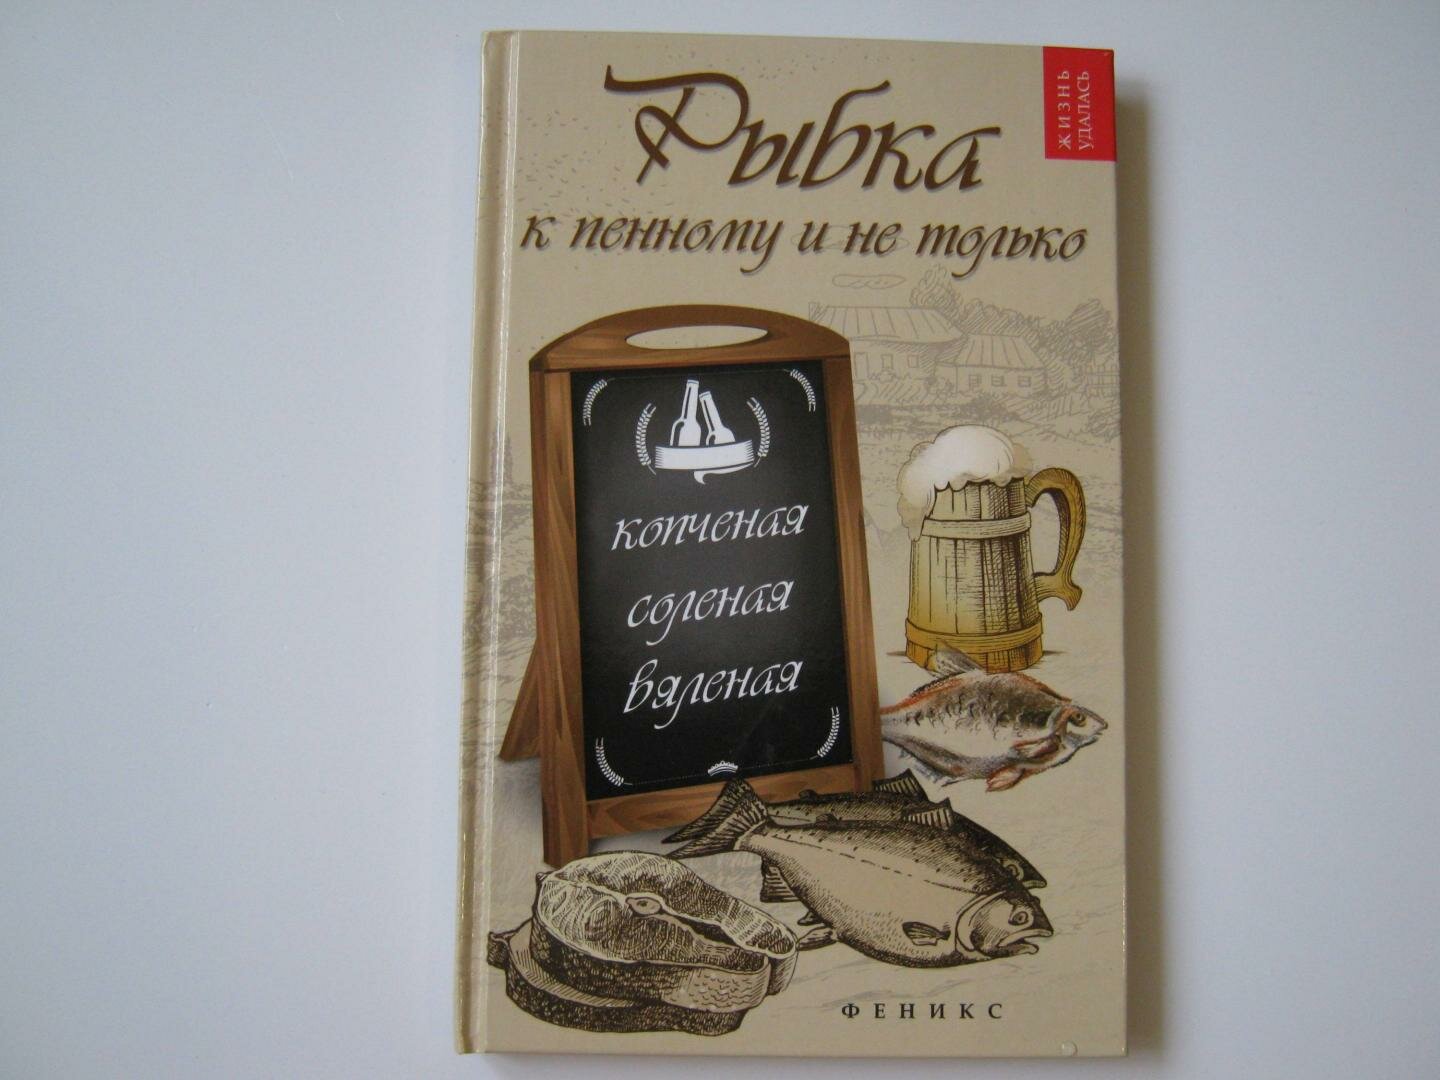 Рыбка
к пенному и не только
ЖИЗНЬ
УДАЛАСЬ
копченая
соленая
вяленая
ФЕНИКС